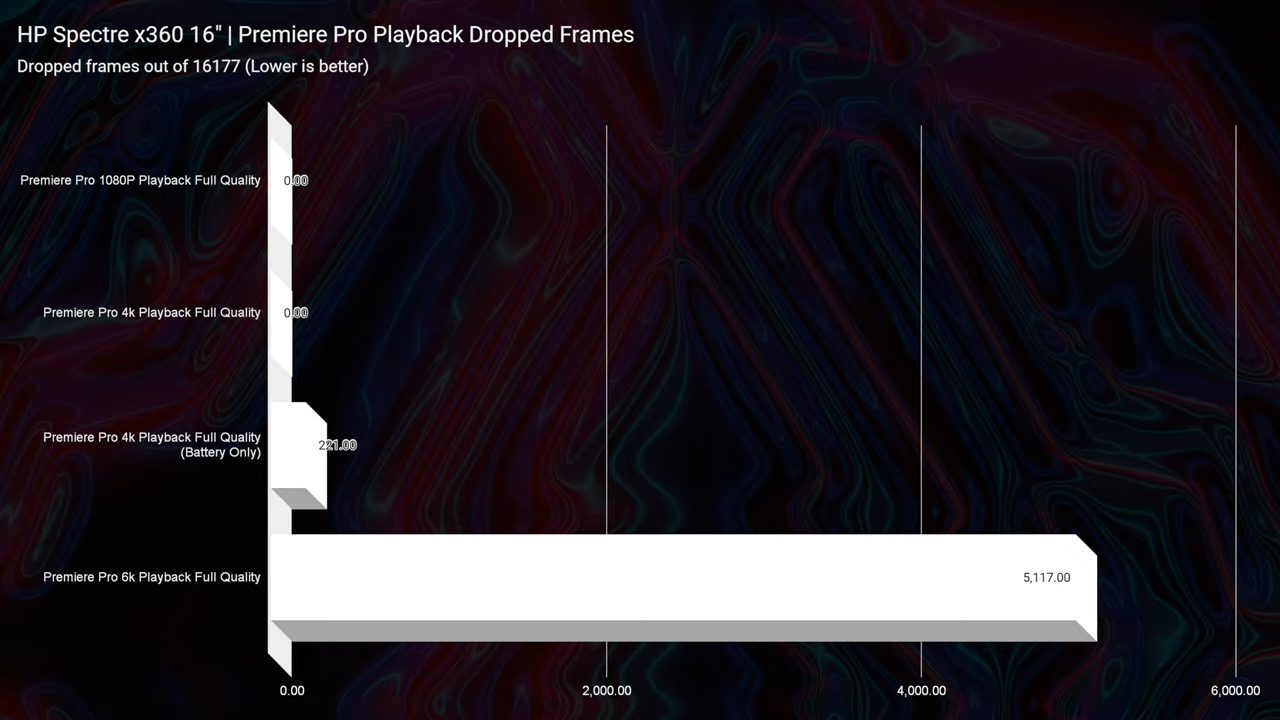 HP Spectre x360 16" | Premiere Pro Playback Dropped Frames
Dropped frames out of 16177 (Lower is better)
Premiere Pro 1080P Playback Full Quality
0.00
Premiere Pro 4k Playback Full Quality
0.00
Premiere Pro 4k Playback Full Quality
(Battery Only)
221.00
Premiere Pro 6k Playback Full Quality
5,117.00
0.00
2,000.00
4,000.00
6,000.00